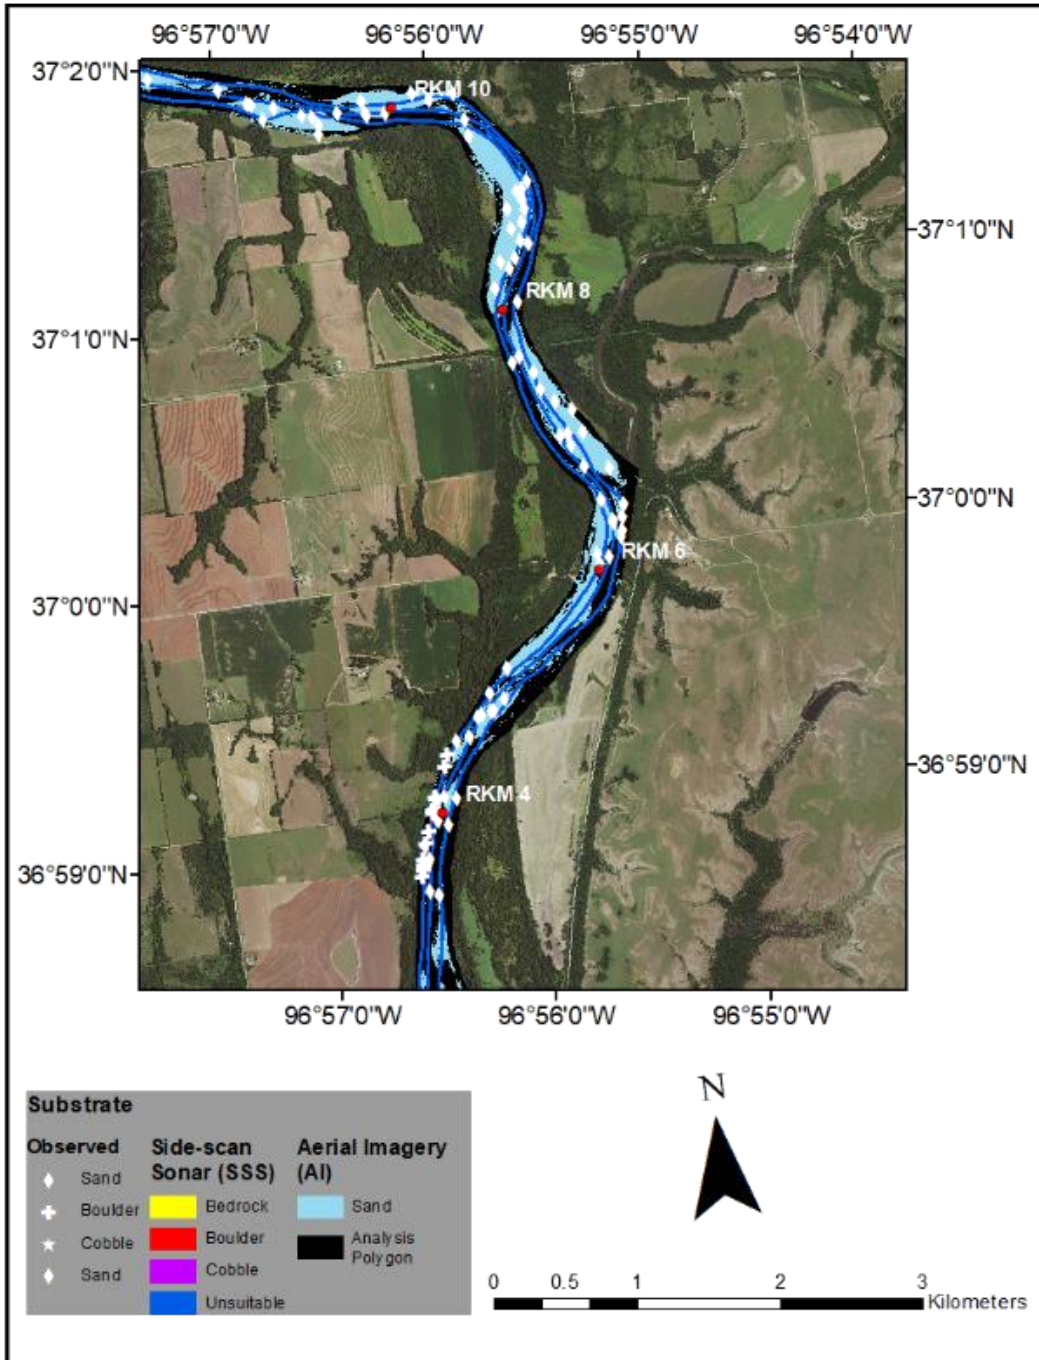 96°57'0"W 96°56'0"W 96°55'0"W 96°54'0"W
37°2'0"N
RKM 10
37°1'0"N
RKM 8
37°1'0"N
37°0'0"N
RKM 6
37°0'0"N
36°59'0"N
RKM 4
36°59'0"N
96°57'0"W 96°56'0"W 96°55'0"W
N
Substrate
Observed
Sand
Boulder
Cobble
Sand
Side-scan
Sonar (SSS)
Bedrock
Boulder
Cobble
Unsuitable
Aerial Imagery
(AI)
Sand
Analysis
Polygon
0 0.5 1 2 3
Kilometers